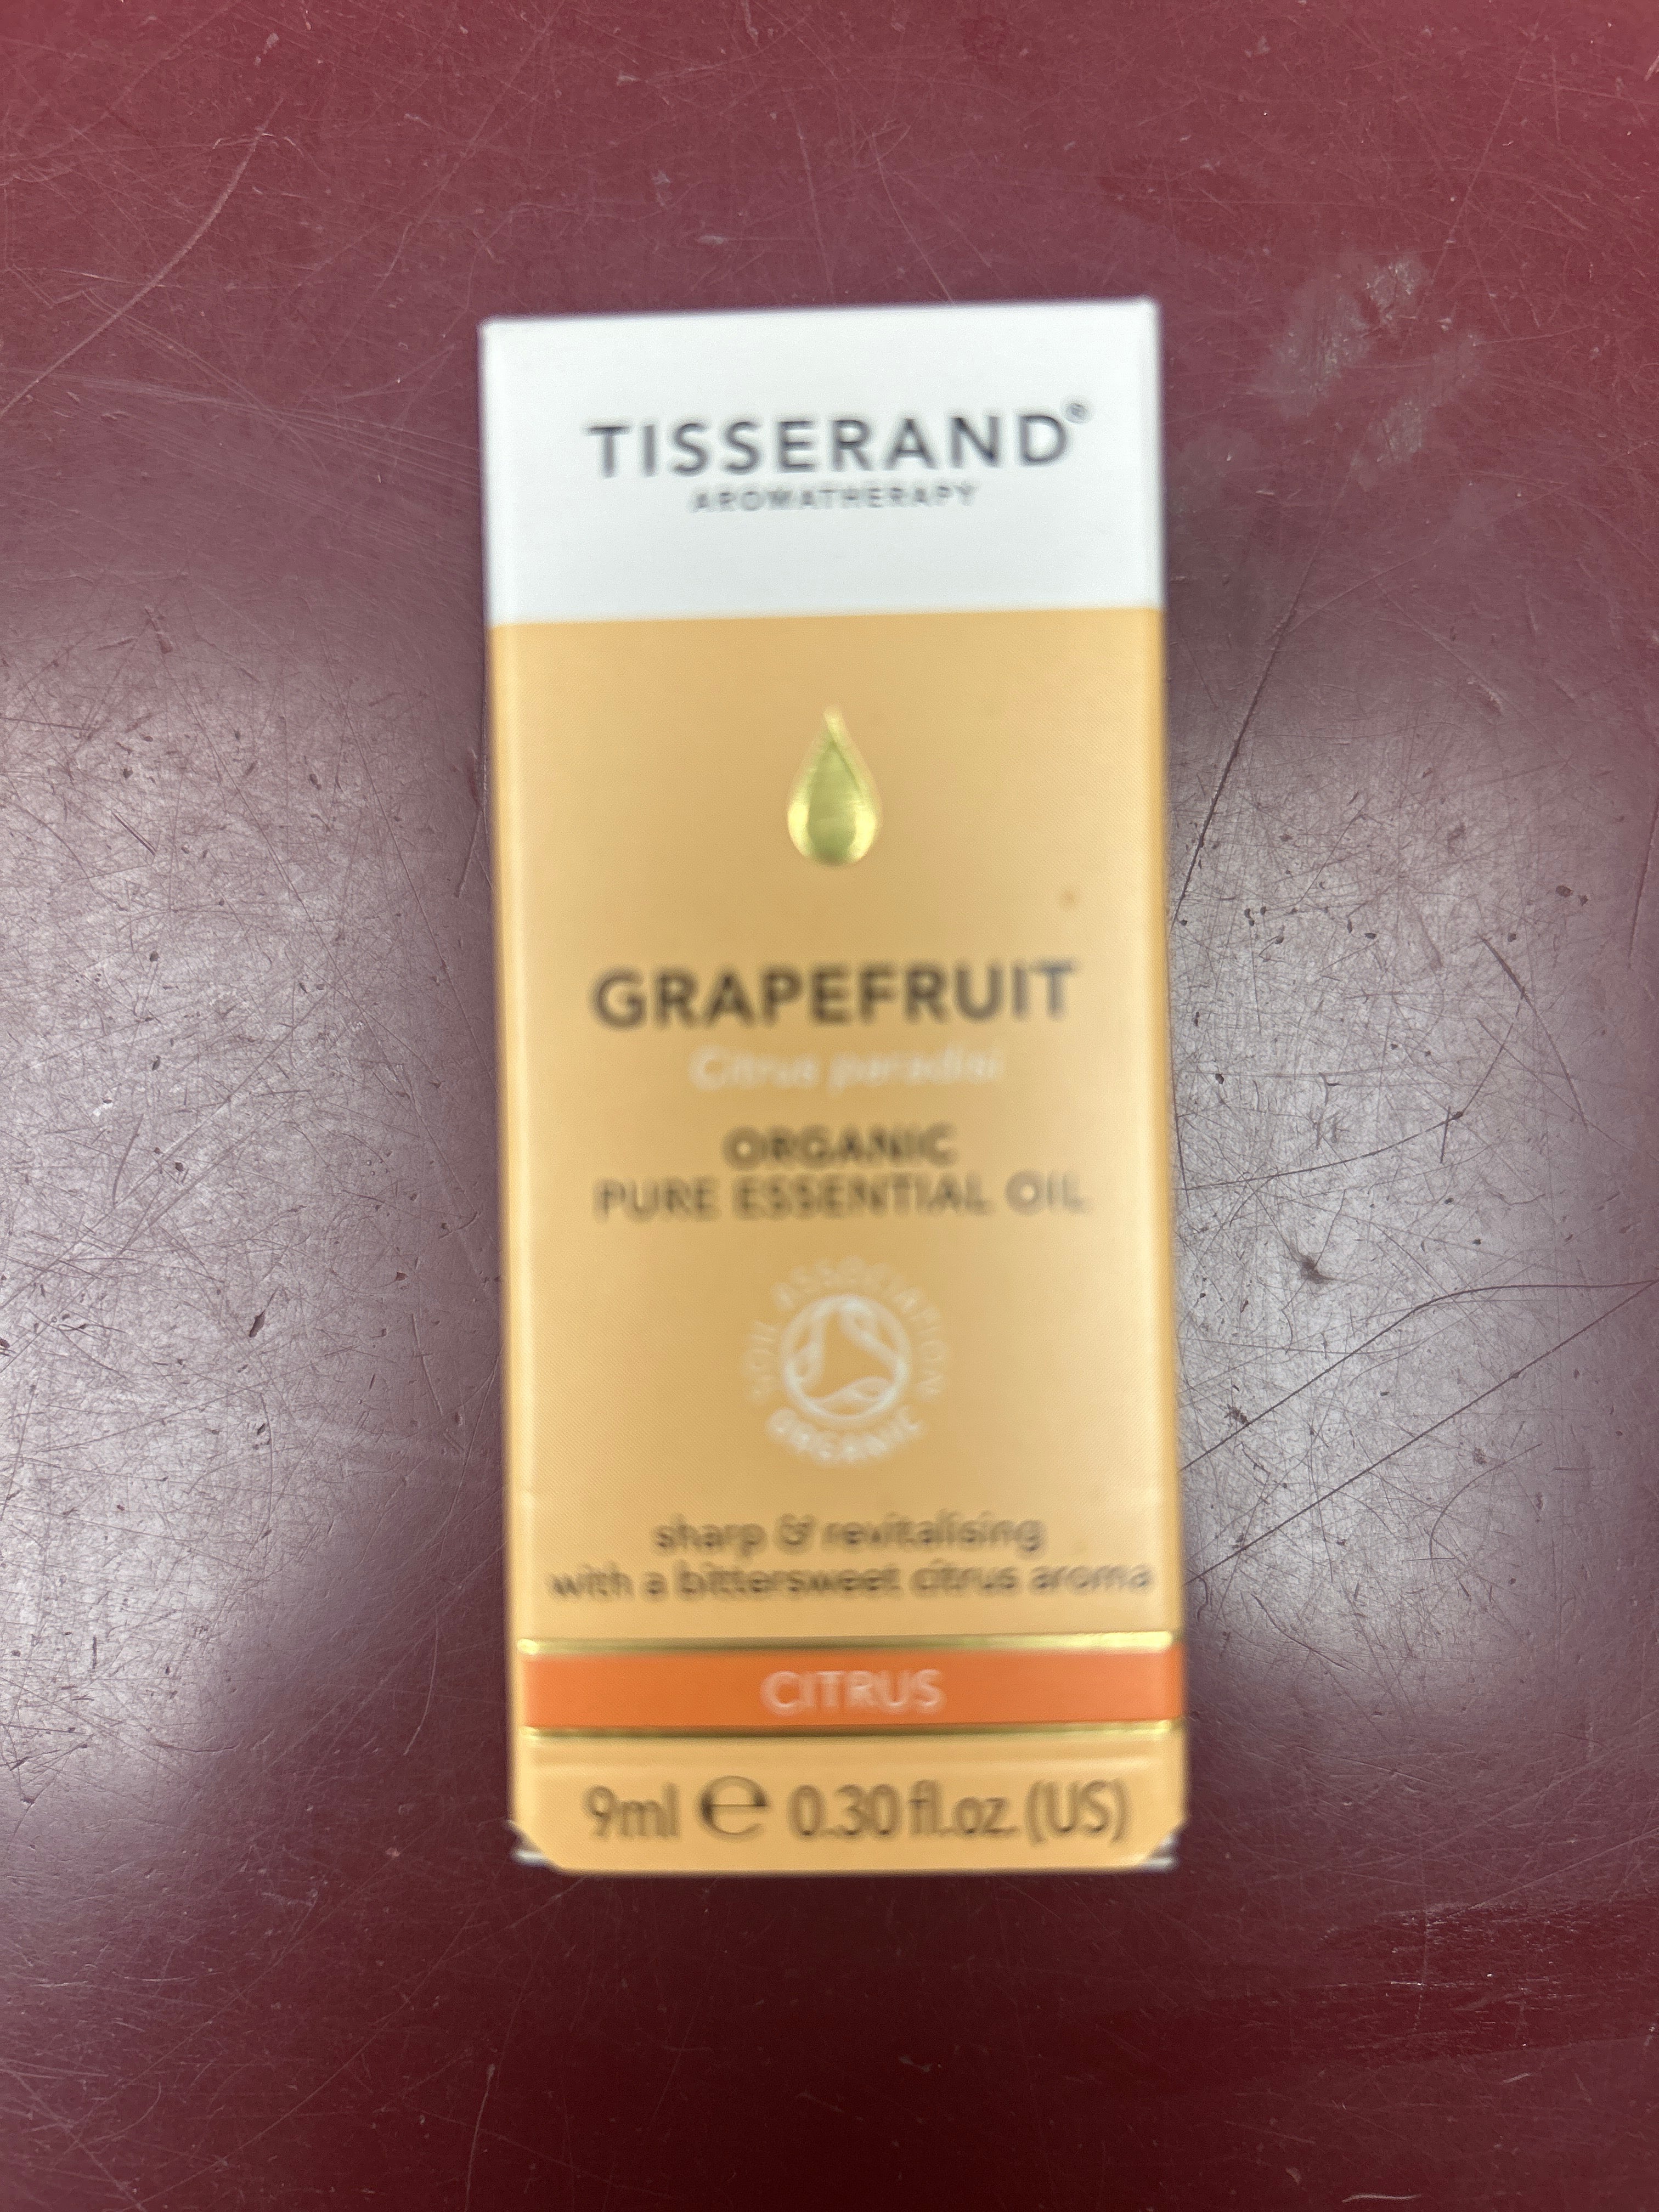 TISSERAND®
AROMATHERAPY
GRAPEFRUIT
Citrus paradisi
ORGANIC
PURE ESSENTIAL OIL
SOIL ASSOCIATION
ORGANIC
sharp & revitalising
with a bittersweet citrus aroma
CITRUS
9ml ℮ 0.30 fl.oz. (US)